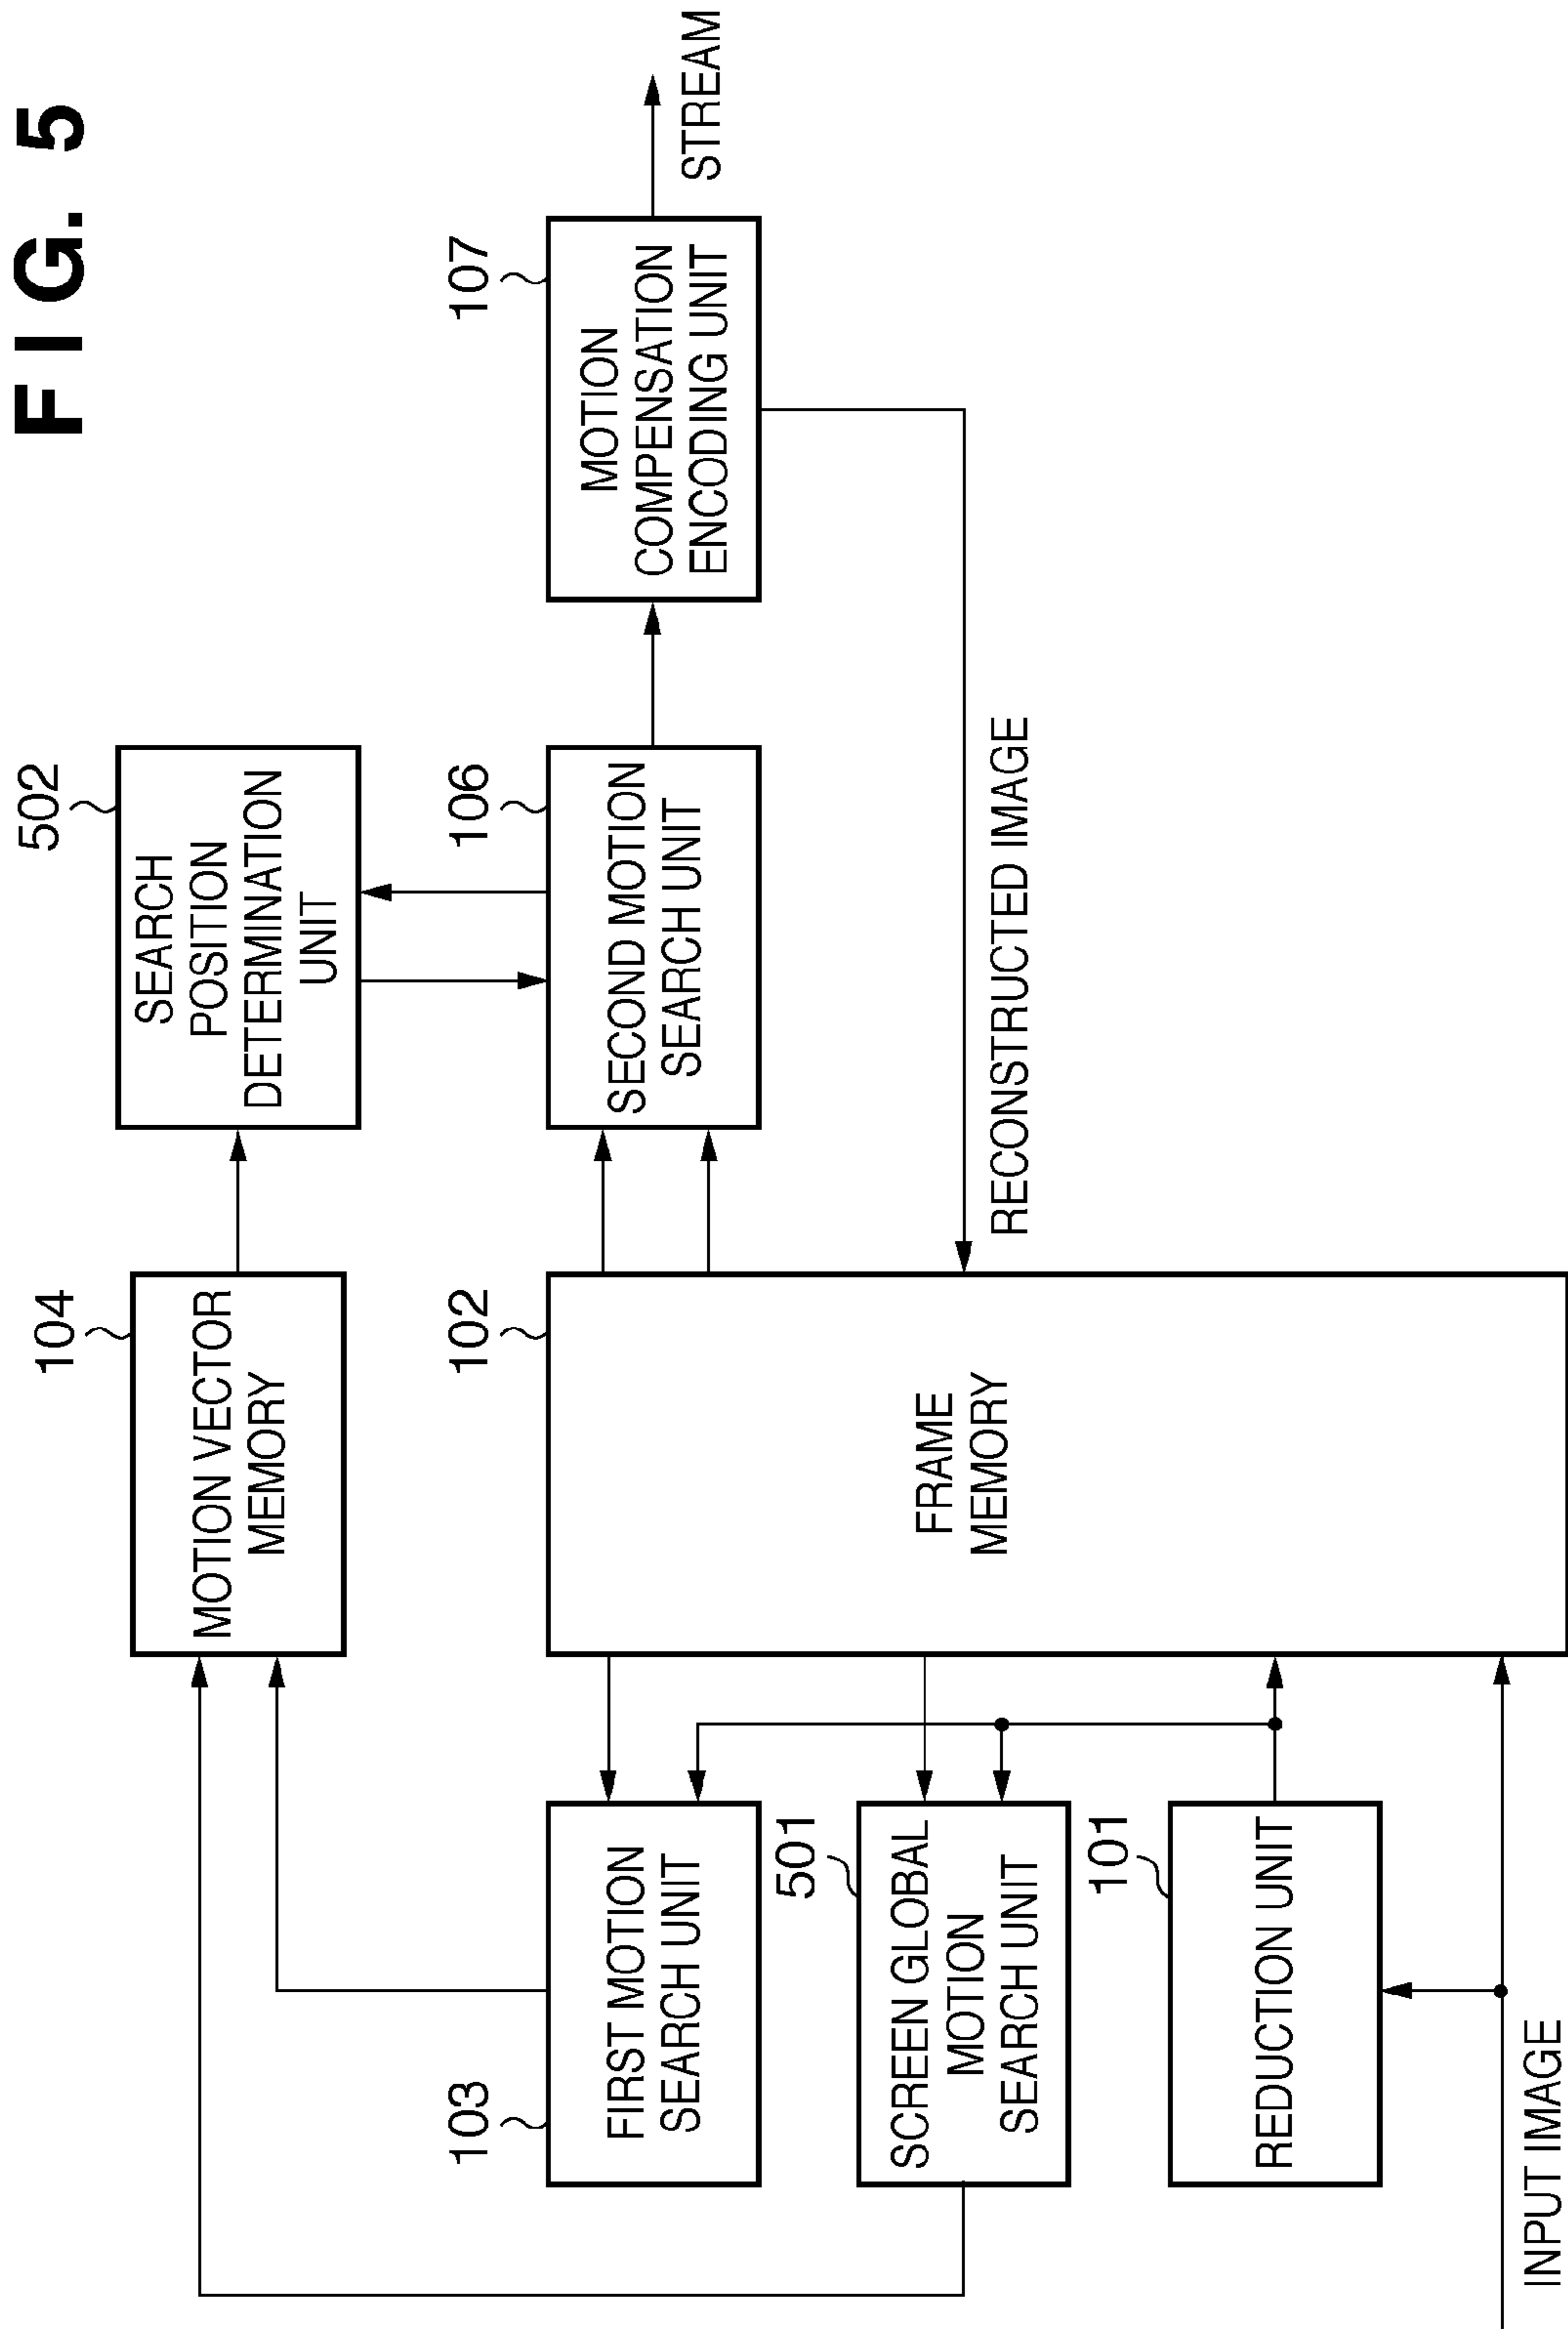 FIG. 5
104
MOTION VECTOR
MEMORY
502
SEARCH
POSITION
DETERMINATION
UNIT
103
FIRST MOTION
SEARCH UNIT
102
FRAME
MEMORY
106
SECOND MOTION
SEARCH UNIT
107
MOTION
COMPENSATION
ENCODING UNIT
STREAM
501
SCREEN GLOBAL
MOTION
SEARCH UNIT
RECONSTRUCTED IMAGE
101
REDUCTION UNIT
INPUT IMAGE